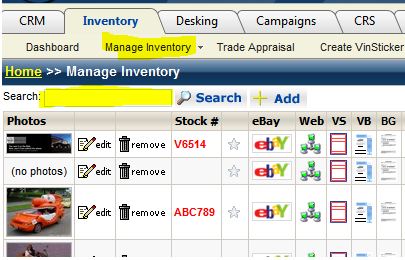 CRM Inventory Desking Campaigns CRS
Dashboard Manage Inventory Trade Appraisal Create VinSticker
Home >> Manage Inventory
Search: Search Add
Photos Stock # eBay Web VS VB BG
edit remove V6514 ebY
(no photos) edit remove ebY
edit remove ABC789 ebY